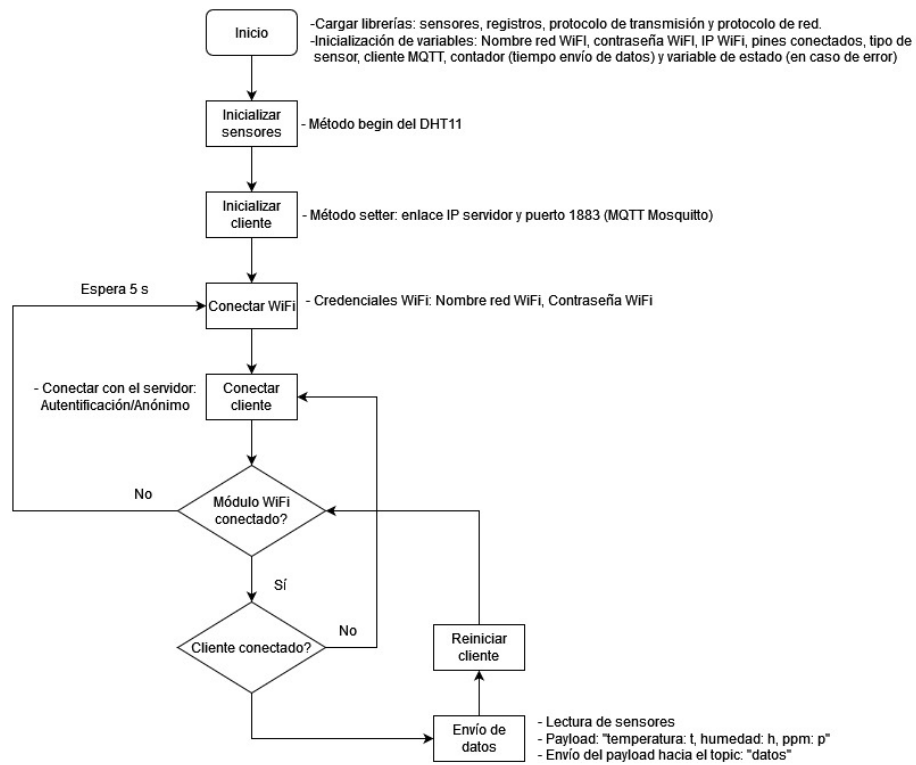 Inicio
-Cargar librerías: sensores, registros, protocolo de transmisión y protocolo de red.
-Inicialización de variables: Nombre red WiFI, contraseña WiFI, IP WiFi, pines conectados, tipo de
sensor, cliente MQTT, contador (tiempo envío de datos) y variable de estado (en caso de error)
Inicializar
sensores
- Método begin del DHT11
Inicializar
cliente
- Método setter: enlace IP servidor y puerto 1883 (MQTT Mosquitto)
Espera 5 s
Conectar WiFi
- Credenciales WiFi: Nombre red WiFi, Contraseña WiFi
- Conectar con el servidor:
Autentificación/Anónimo
Conectar
cliente
No
Módulo WiFi
conectado?
Sí
Cliente conectado?
No
Reiniciar
cliente
Envío de
datos
- Lectura de sensores
- Payload: "temperatura: t, humedad: h, ppm: p"
- Envío del payload hacia el topic: "datos"